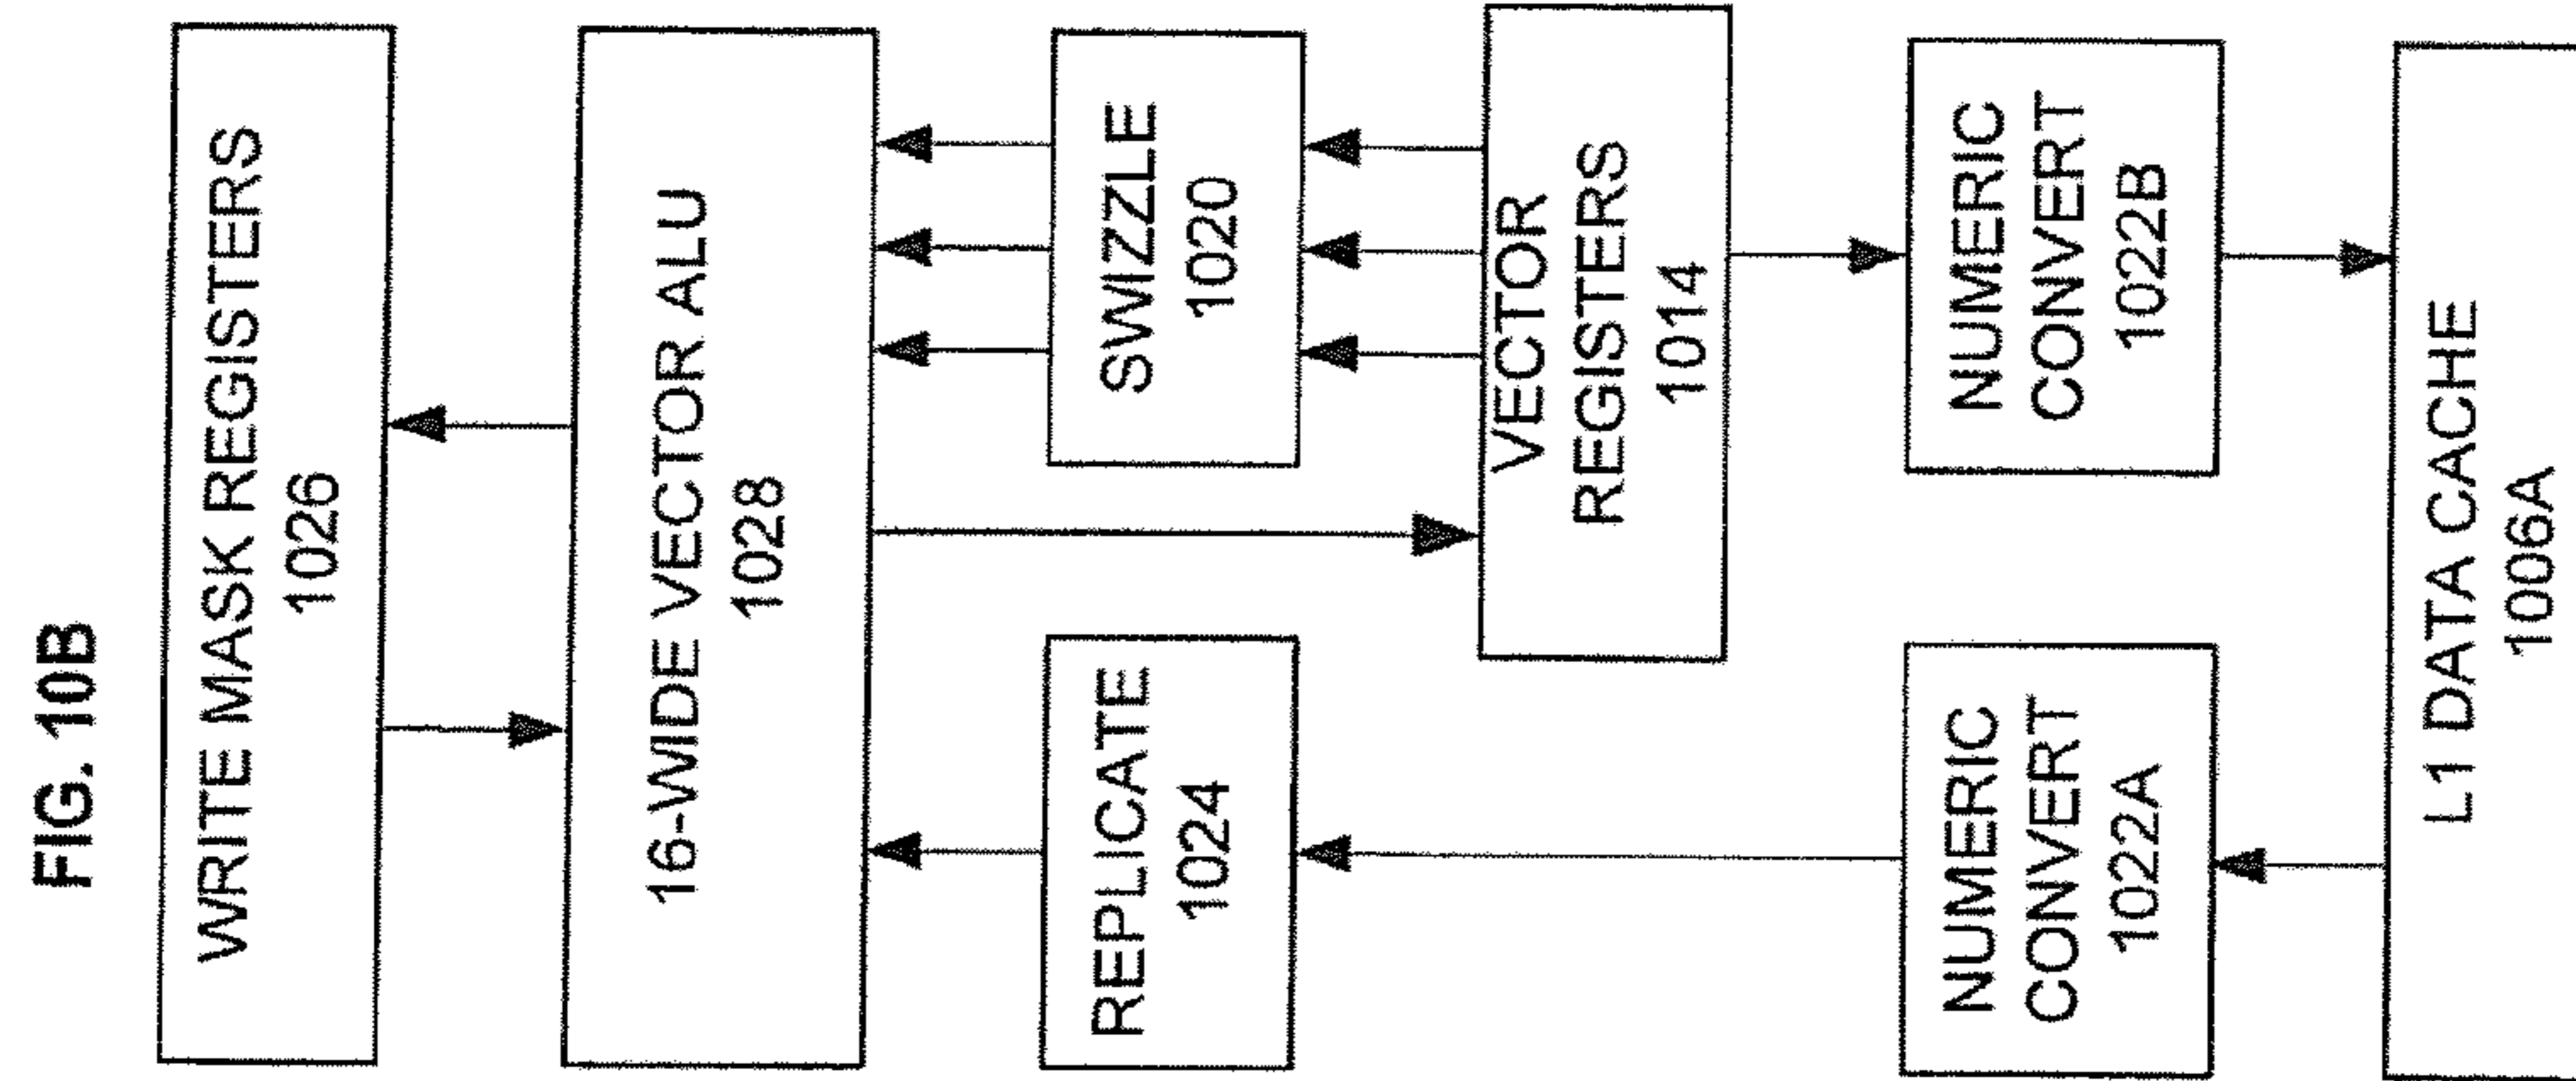 FIG. 10B
WRITE MASK REGISTERS
1026
16-WIDE VECTOR ALU
1028
REPLICATE
1024
SWIZZLE
1020
VECTOR
REGISTERS
1014
NUMERIC
CONVERT
1022A
NUMERIC
CONVERT
1022B
L1 DATA CACHE
1006A